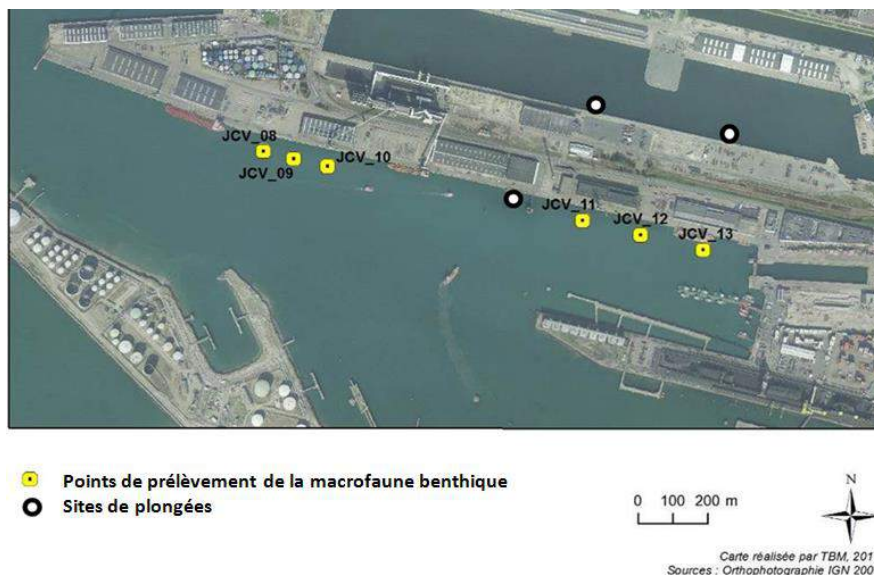 JCV_08
JCV_09
JCV_10
JCV_11
JCV_12
JCV_13
Points de prélèvement de la macrofaune benthique
Sites de plongées
0 100 200 m
N
Carte réalisée par TBM, 201
Sources : Orthophotographie IGN 200